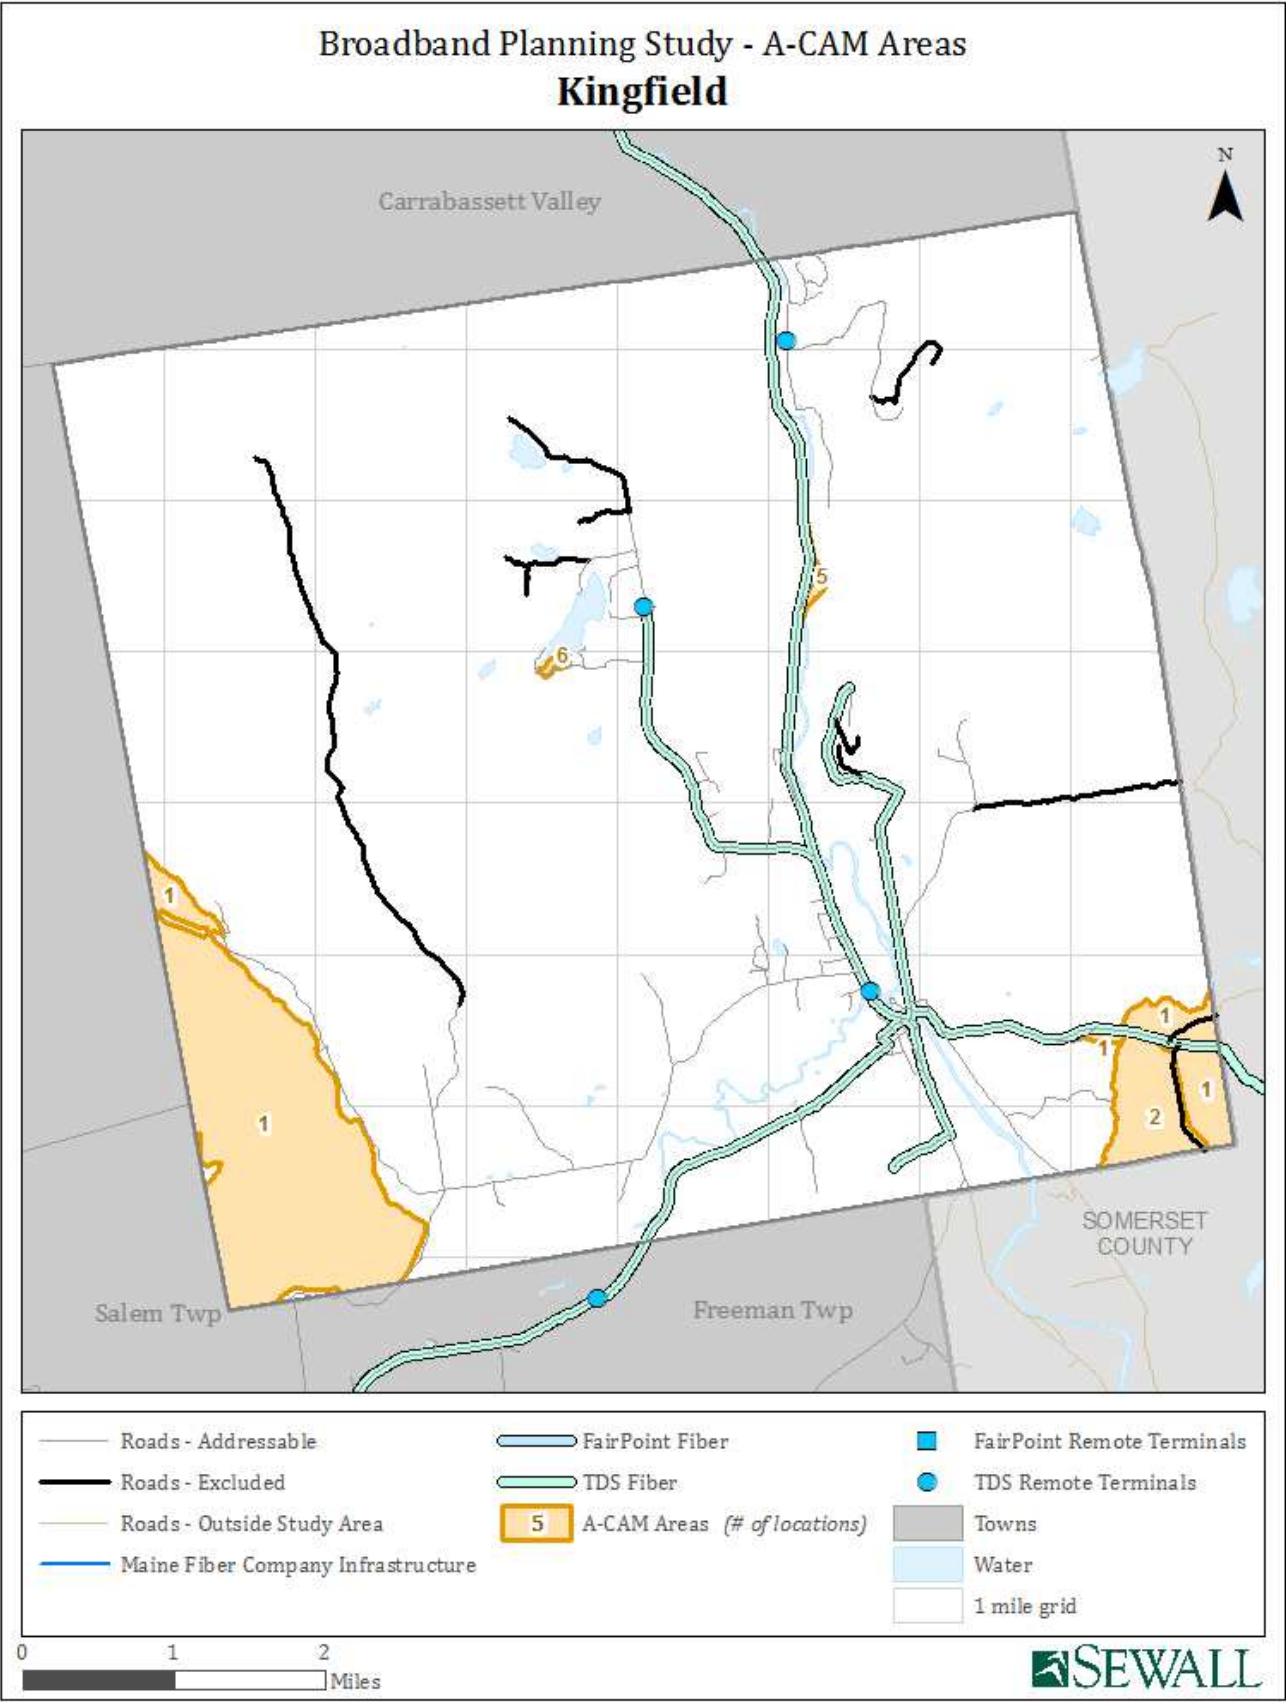 Broadband Planning Study - A-CAM Areas
Kingfield
N
Carrabassett Valley
5
6
1
1
1
1
1
2
SOMERSET
COUNTY
Salem Twp
Freeman Twp
Roads - Addressable
Roads - Excluded
Roads - Outside Study Area
Maine Fiber Company Infrastructure
FairPoint Fiber
TDS Fiber
5 A-CAM Areas (# of locations)
FairPoint Remote Terminals
TDS Remote Terminals
Towns
Water
1 mile grid
0 1 2
Miles
SEWALL